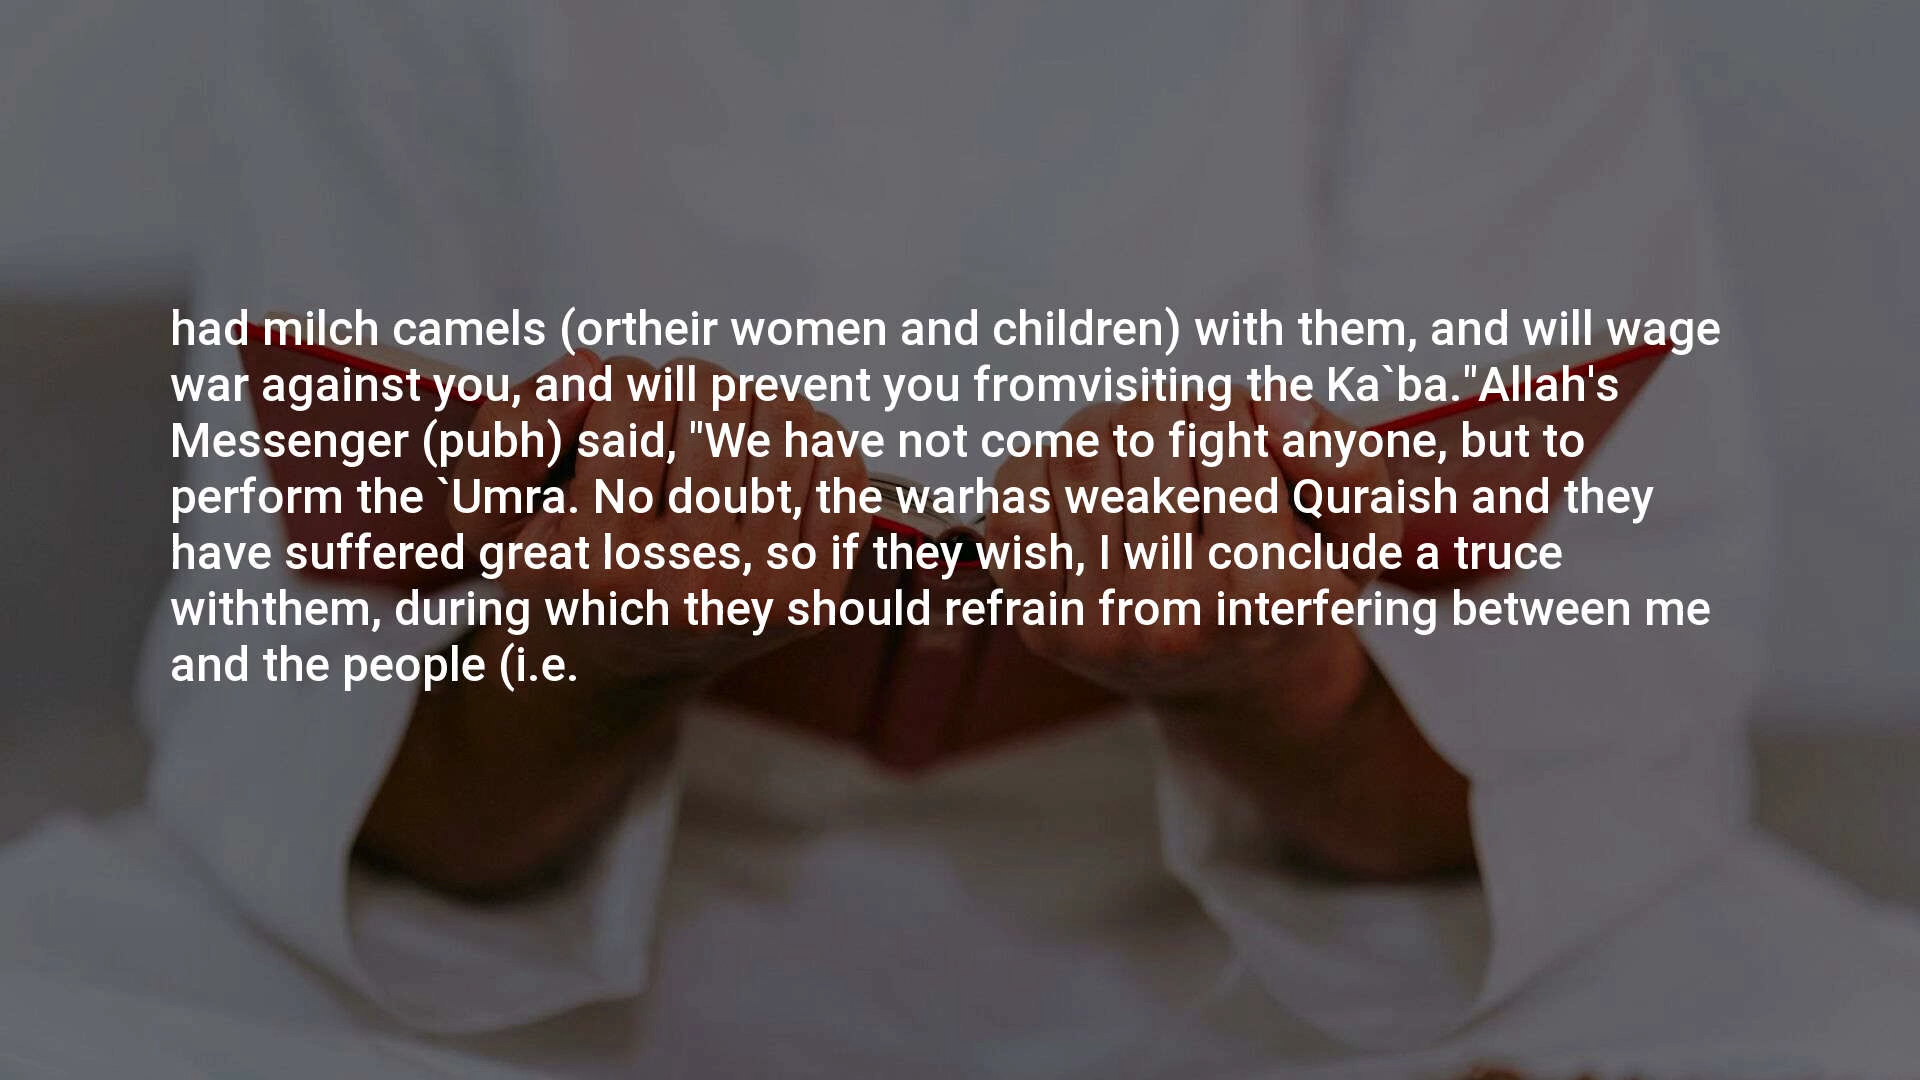 had milch camels (ortheir women and children) with them, and will wage
war against you, and will prevent you fromvisiting the Ka`ba."Allah's
Messenger (pubh) said, "We have not come to fight anyone, but to
perform the `Umra. No doubt, the warhas weakened Quraish and they
have suffered great losses, so if they wish, I will conclude a truce
withthem, during which they should refrain from interfering between me
and the people (i.e.